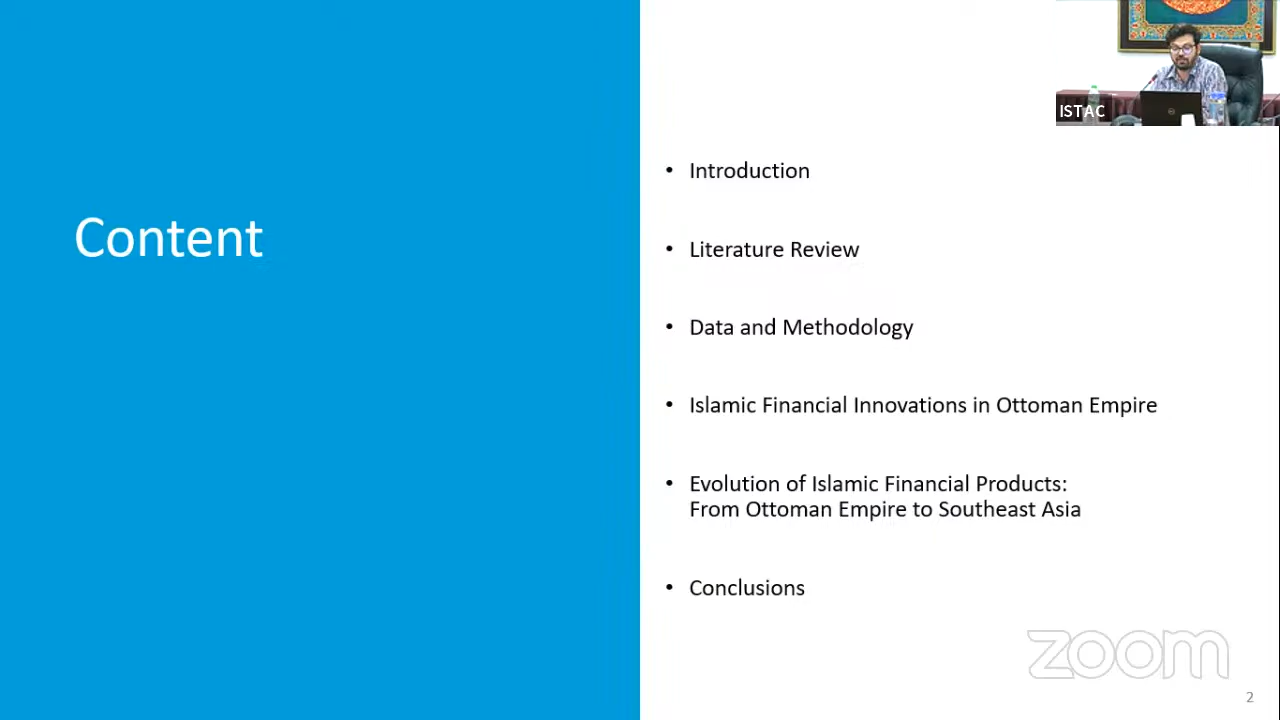 ISTAC
Content
• Introduction
• Literature Review
• Data and Methodology
• Islamic Financial Innovations in Ottoman Empire
• Evolution of Islamic Financial Products:
From Ottoman Empire to Southeast Asia
• Conclusions
zoom
2